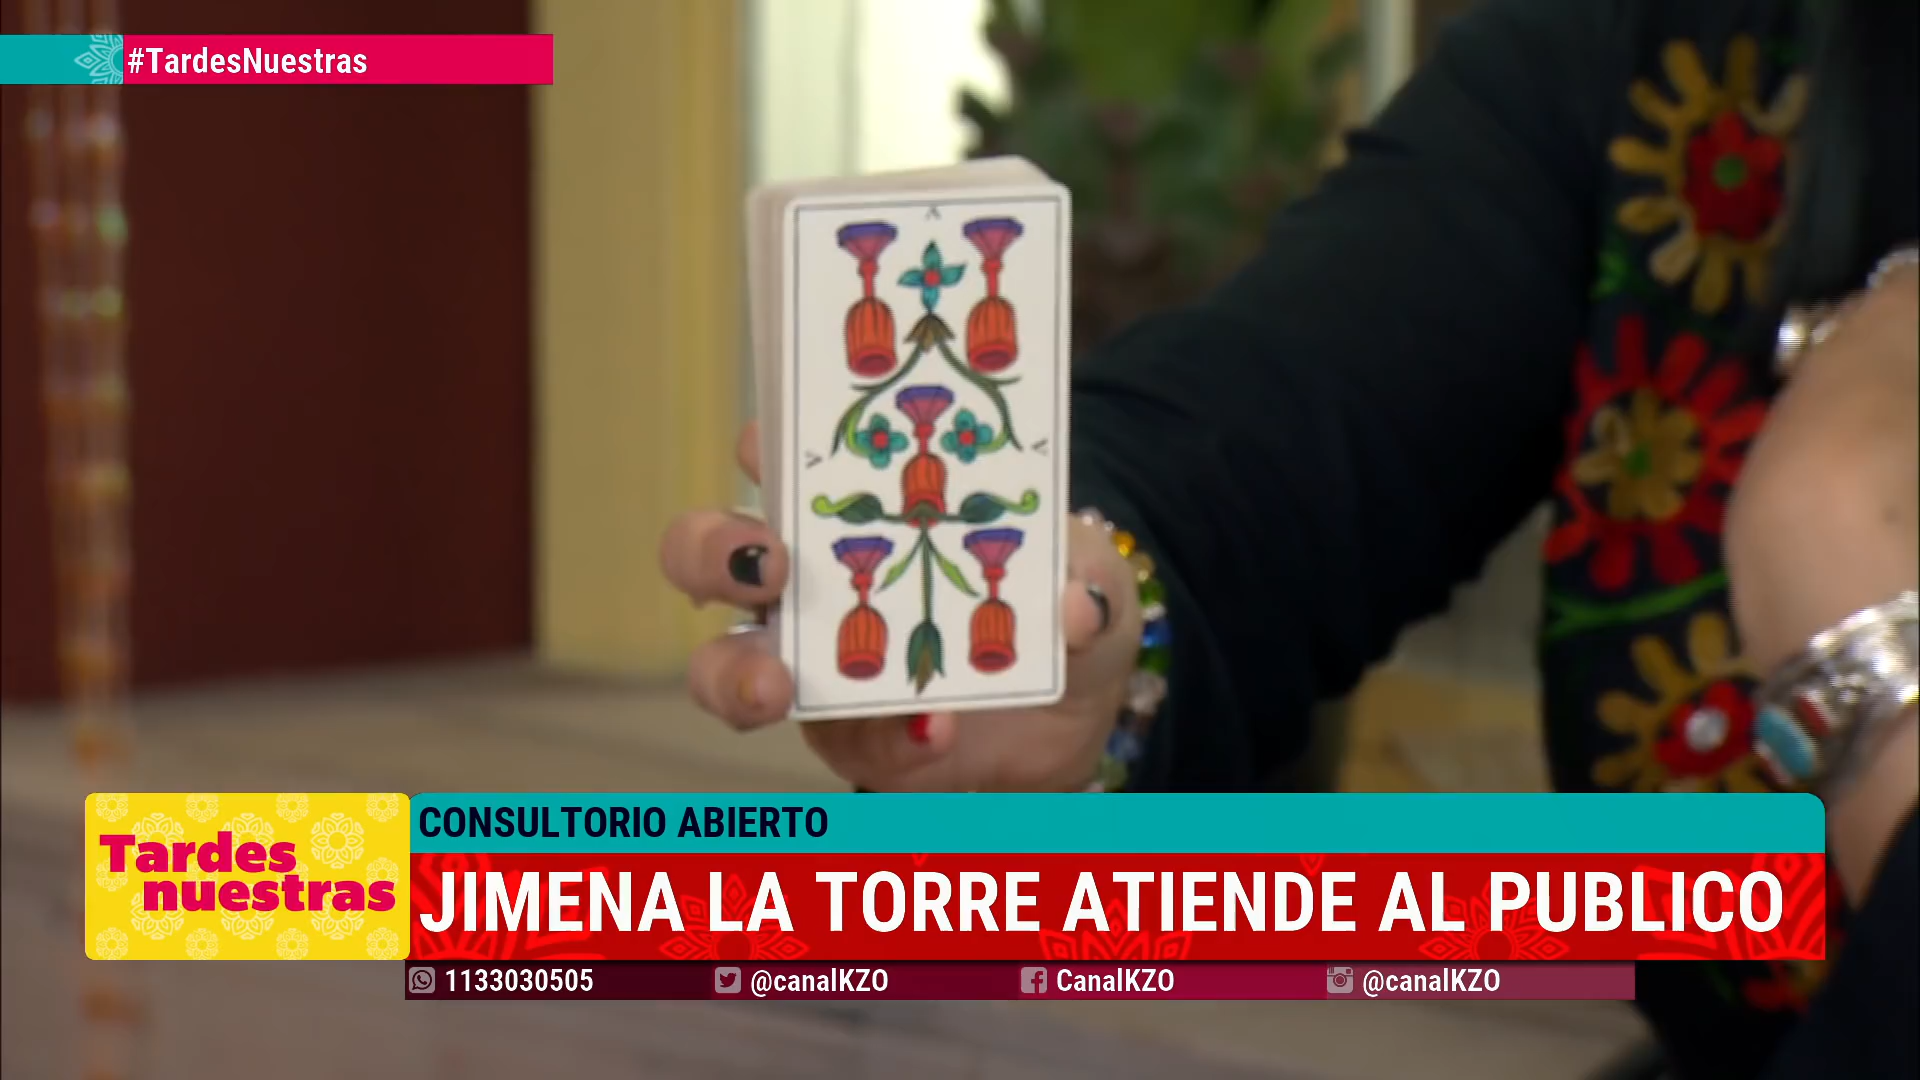 #TardesNuestras
V
V
V
Tardes
nuestras
CONSULTORIO ABIERTO
JIMENA LA TORRE ATIENDE AL PUBLICO
1133030505 @canalKZO CanalKZO @canalKZO